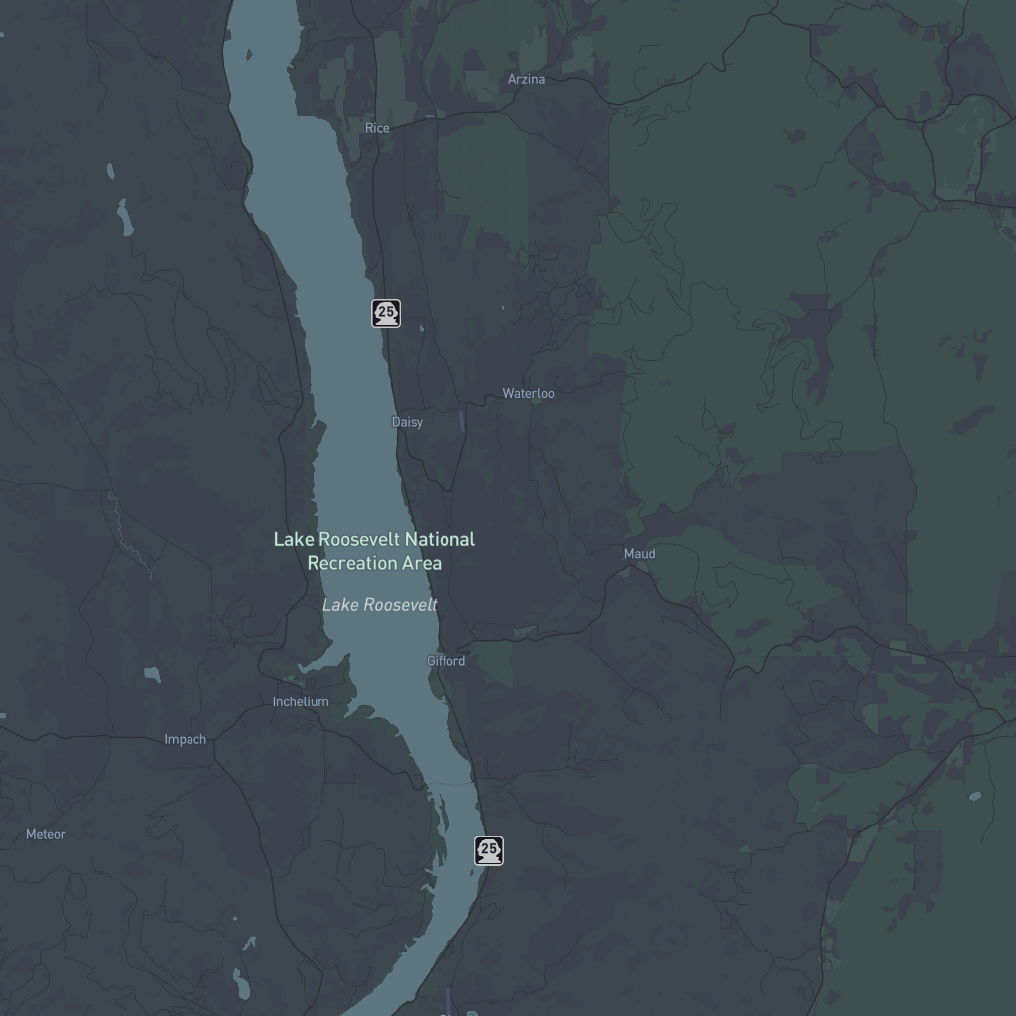 Arzina
Rice
25
Waterloo
Daisy
Lake Roosevelt National
Recreation Area
Maud
Lake Roosevelt
Gifford
Inchelium
Impach
Meteor
25